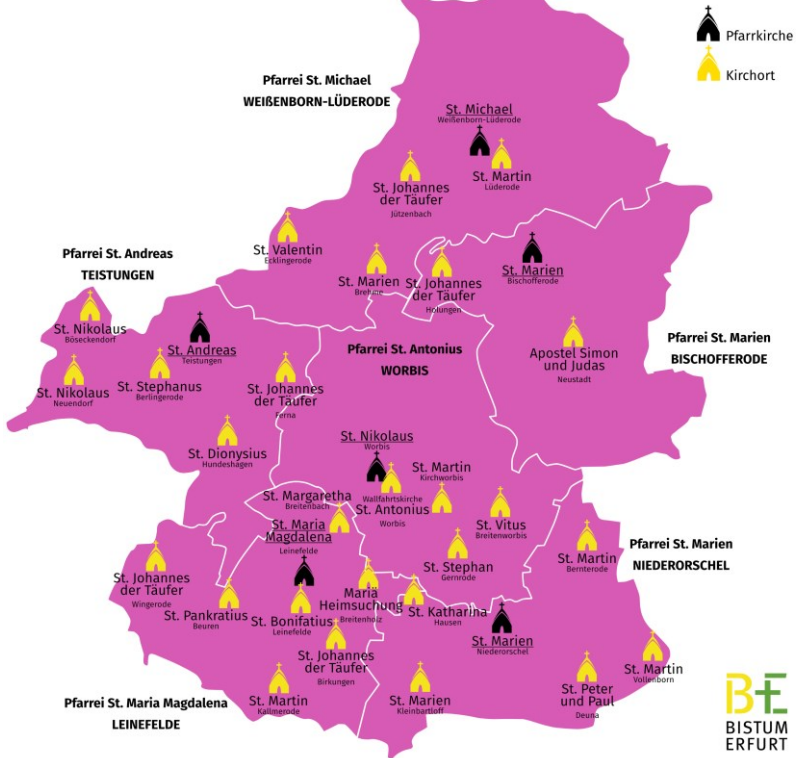 Pfarrkirche
Kirchort
Pfarrei St. Michael
WEIßENBORN-LÜDERODE
St. Michael
Weißenborn-Lüderode
St. Martin
Lüderode
St. Johannes
der Täufer
Jützenbach
St. Valentin
Ecklingerode
St. Marien
Brehme
St. Johannes
der Täufer
Holungen
St. Marien
Bischofferode
Pfarrei St. Andreas
TEISTUNGEN
St. Nikolaus
Böseckendorf
St. Andreas
Teistungen
St. Nikolaus
Neuendorf
St. Stephanus
Berlingerode
St. Johannes
der Täufer
Ferna
St. Dionysius
Hundeshagen
Pfarrei St. Antonius
WORBIS
Apostel Simon
und Judas
Neustadt
Pfarrei St. Marien
BISCHOFFERODE
St. Nikolaus
Worbis
St. Martin
Kirchworbis
Wallfahrtskirche
St. Antonius
Worbis
St. Margaretha
Breitenbach
St. Vitus
Breitenworbis
St. Stephan
Gernrode
St. Maria
Magdalena
Leinefelde
St. Martin
Bernterode
Pfarrei St. Marien
NIEDERORSCHEL
St. Johannes
der Täufer
Wingerode
St. Pankratius
Beuren
St. Bonifatius
Leinefelde
Maria
Heimsuchung
Breitenholz
St. Katharina
Hausen
St. Marien
Niederorschel
St. Johannes
der Täufer
Birkungen
St. Martin
Kallmerode
St. Marien
Kleinbartloff
St. Peter
und Paul
Deuna
St. Martin
Vollenborn
Pfarrei St. Maria Magdalena
LEINEFELDE
BE
BISTUM
ERFURT